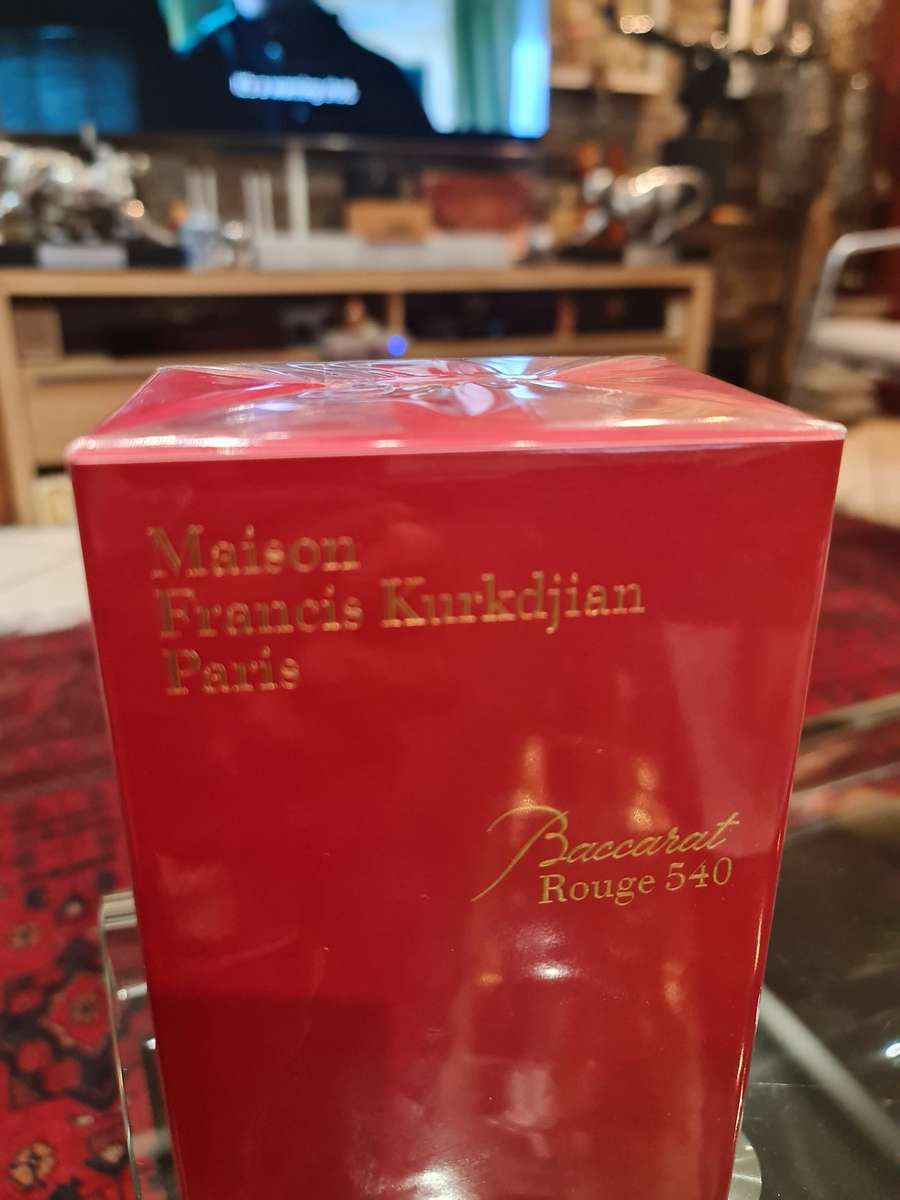 Maison
Francis Kurkdjian
Paris
Baccarat
Rouge 540